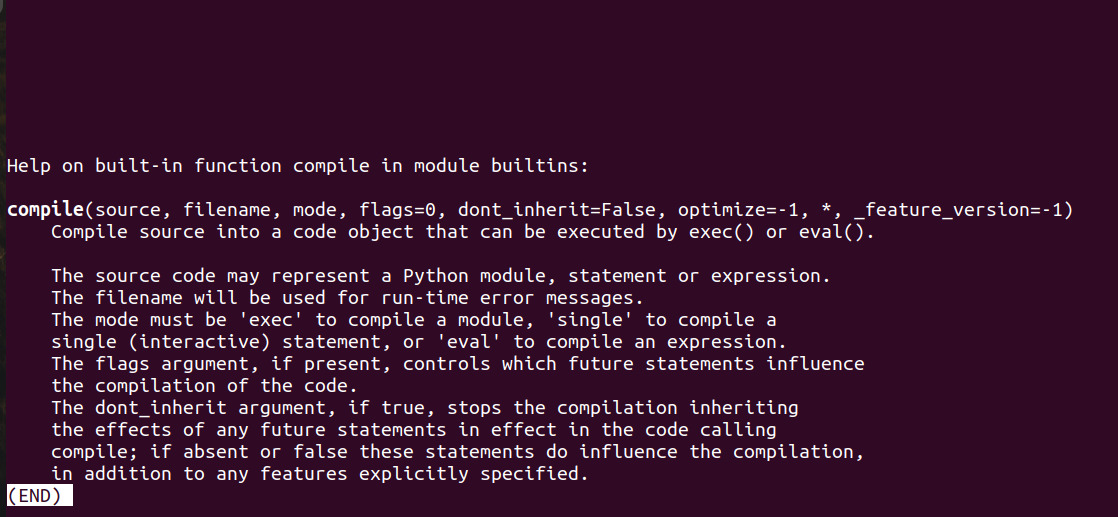 Help on built-in function compile in module builtins:
compile(source, filename, mode, flags=0, dont_inherit=False, optimize=-1, *, _feature_version=-1)
Compile source into a code object that can be executed by exec() or eval().
The source code may represent a Python module, statement or expression.
The filename will be used for run-time error messages.
The mode must be 'exec' to compile a module, 'single' to compile a
single (interactive) statement, or 'eval' to compile an expression.
The flags argument, if present, controls which future statements influence
the compilation of the code.
The dont_inherit argument, if true, stops the compilation inheriting
the effects of any future statements in effect in the code calling
compile; if absent or false these statements do influence the compilation,
in addition to any features explicitly specified.
(END)